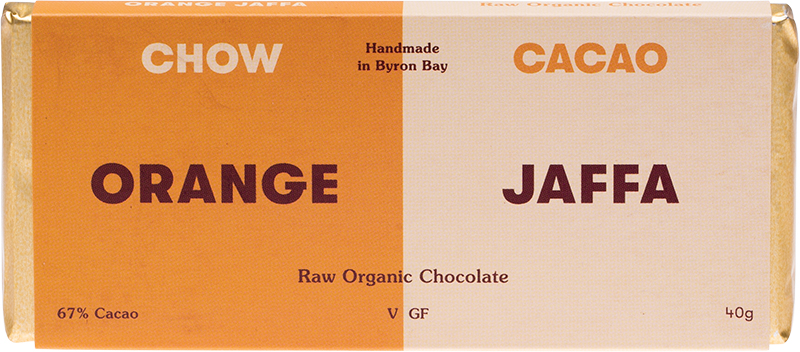 ORANGE JAFFA Raw Organic Chocolate
CHOW Handmade in Byron Bay CACAO
ORANGE JAFFA
Raw Organic Chocolate
67% Cacao V GF 40g